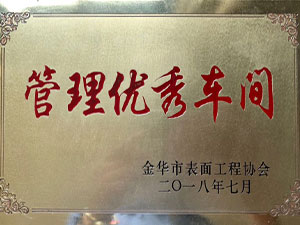 管理优秀车间
金华市表面工程协会
二〇一八年七月